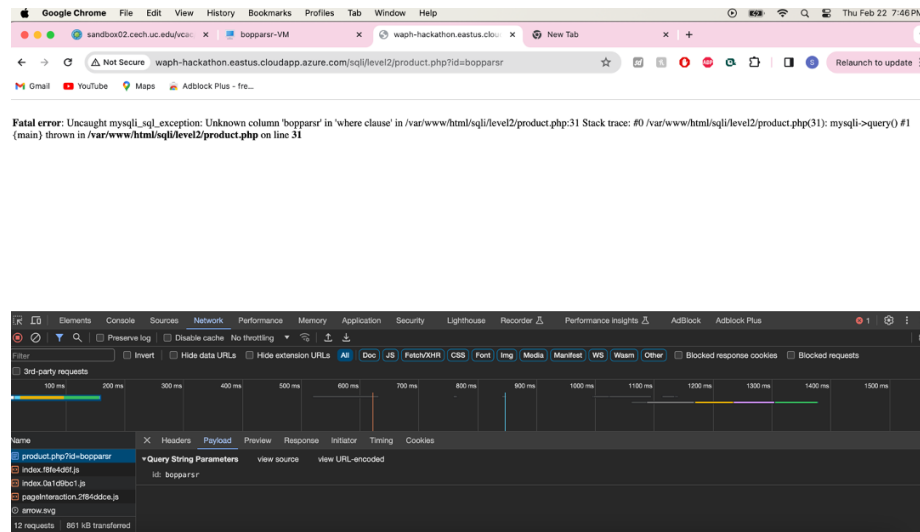 Google Chrome File Edit View History Bookmarks Profiles Tab Window Help Thu Feb 22 7:46PM
sandbox02.cech.uc.edu/vcac bopparsr-VM waph-hackathon.eastus.clou New Tab
Not Secure waph-hackathon.eastus.cloudapp.azure.com/sqli/level2/product.php?id=bopparsr ABP S Relaunch to update
Gmail YouTube Maps Adblock Plus - fre...
Fatal error: Uncaught mysqli_sql_exception: Unknown column 'bopparsr' in 'where clause' in /var/www/html/sqli/level2/product.php:31 Stack trace: #0 /var/www/html/sqli/level2/product.php(31): mysqli->query() #1
{main} thrown in /var/www/html/sqli/level2/product.php on line 31
Elements Console Sources Network Performance Memory Application Security Lighthouse Recorder Performance insights AdBlock Adblock Plus 1
Preserve log Disable cache No throttling
Filter Invert Hide data URLs Hide extension URLs All Doc JS Fetch/XHR CSS Font Img Media Manifest WS Wasm Other Blocked response cookies Blocked requests
3rd-party requests
100 ms 200 ms 300 ms 400 ms 500 ms 600 ms 700 ms 800 ms 900 ms 1000 ms 1100 ms 1200 ms 1300 ms 1400 ms 1500 ms
Name Headers Payload Preview Response Initiator Timing Cookies
product.php?id=bopparsr Query String Parameters view source view URL-encoded
index.f8fe4d6f.js id: bopparsr
index.0a1d9bc1.js
pageInteraction.2f84ddce.js
arrow.svg
12 requests 861 kB transferred